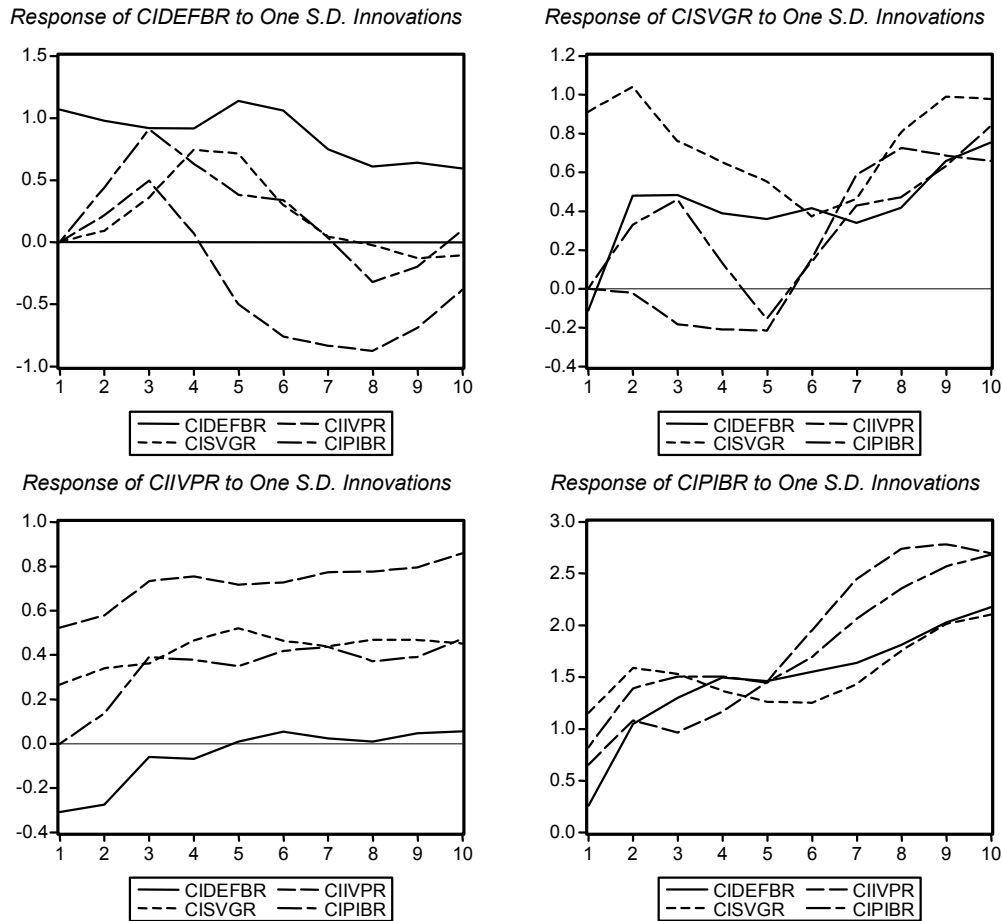 Response of CIDEFBR to One S.D. Innovations
1.5
1.0
0.5
0.0
-0.5
-1.0
1 2 3 4 5 6 7 8 9 10
CIDEFBR CIIVPR
CISVGR CIPIBR
Response of CISVGR to One S.D. Innovations
1.2
1.0
0.8
0.6
0.4
0.2
0.0
-0.2
-0.4
1 2 3 4 5 6 7 8 9 10
CIDEFBR CIIVPR
CISVGR CIPIBR
Response of CIIVPR to One S.D. Innovations
1.0
0.8
0.6
0.4
0.2
0.0
-0.2
-0.4
1 2 3 4 5 6 7 8 9 10
CIDEFBR CIIVPR
CISVGR CIPIBR
Response of CIPIBR to One S.D. Innovations
3.0
2.5
2.0
1.5
1.0
0.5
0.0
1 2 3 4 5 6 7 8 9 10
CIDEFBR CIIVPR
CISVGR CIPIBR